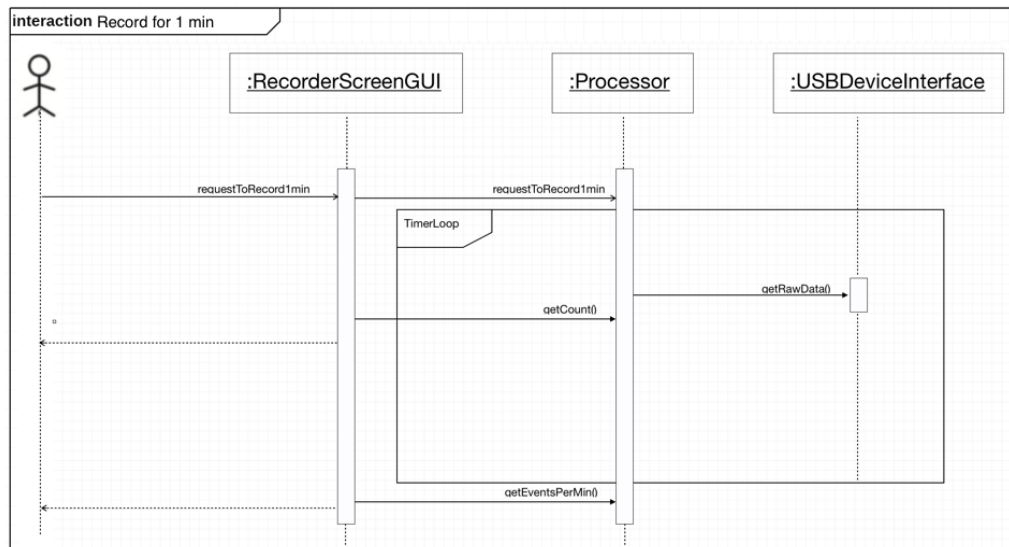 interaction Record for 1 min
:RecorderScreenGUI
:Processor
:USBDeviceInterface
requestToRecord1min
requestToRecord1min
TimerLoop
getRawData()
getCount()
getEventsPerMin()